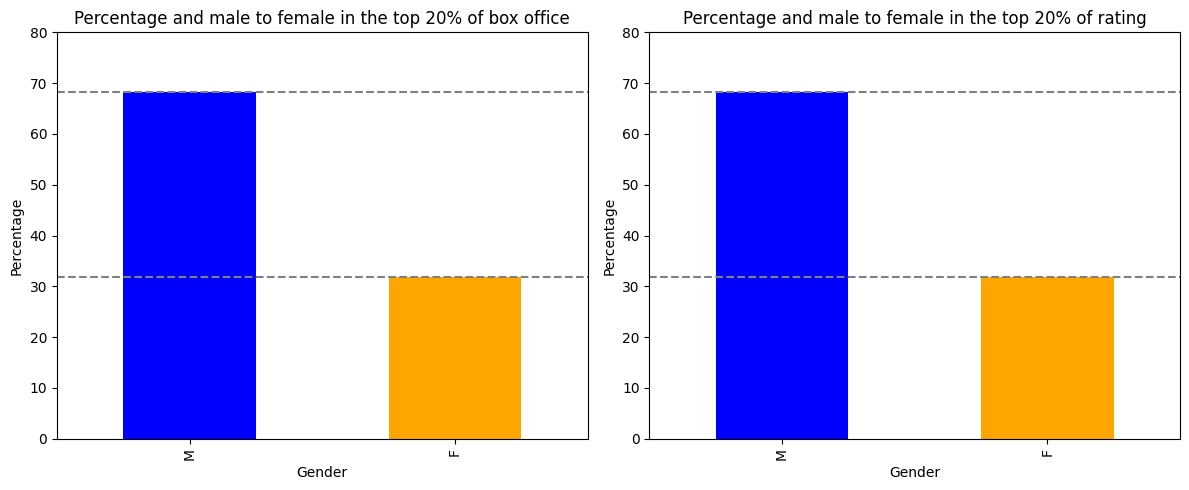 Percentage and male to female in the top 20% of box office
80
70
60
50
40
30
20
10
0
Percentage
M
F
Gender
Percentage and male to female in the top 20% of rating
80
70
60
50
40
30
20
10
0
Percentage
M
F
Gender